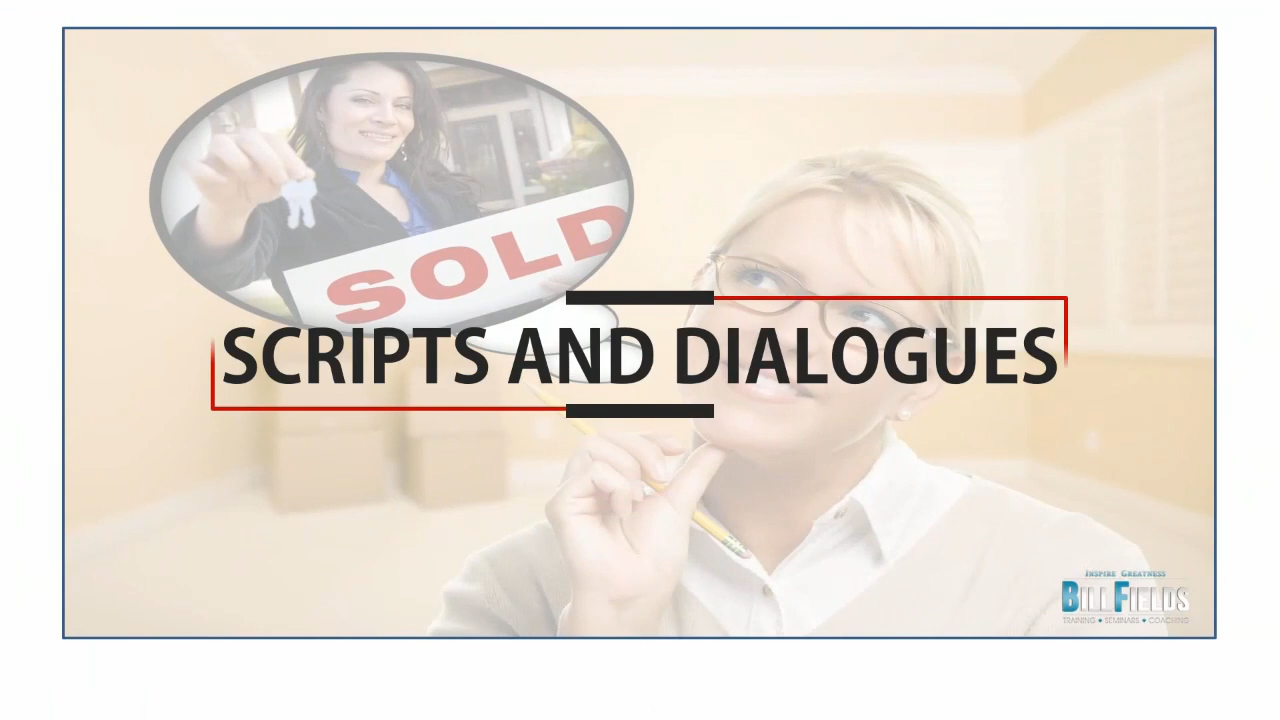 SOLD
SCRIPTS AND DIALOGUES
INSPIRE GREATNESS
BILL FIELDS
TRAINING ◆ SEMINARS ◆ COACHING